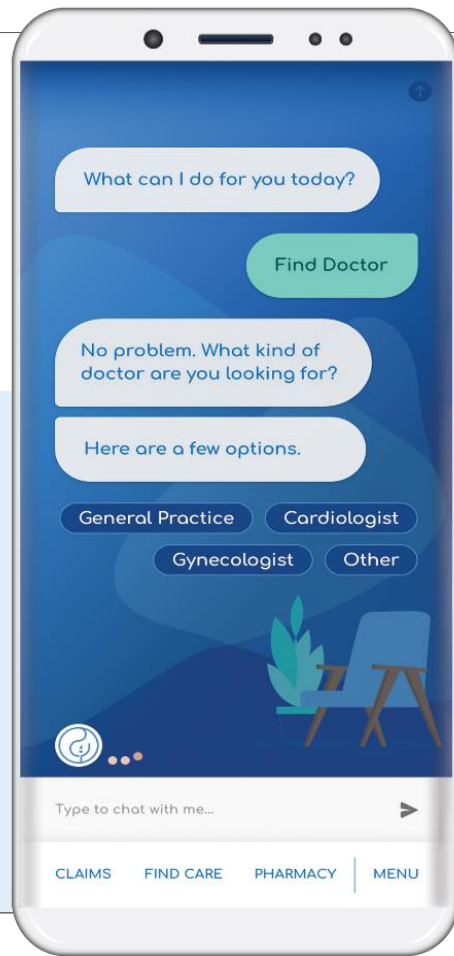 What can I do for you today?
Find Doctor
No problem. What kind of
doctor are you looking for?
Here are a few options.
General Practice
Cardiologist
Gynecologist
Other
Type to chat with me...
CLAIMS
FIND CARE
PHARMACY
MENU